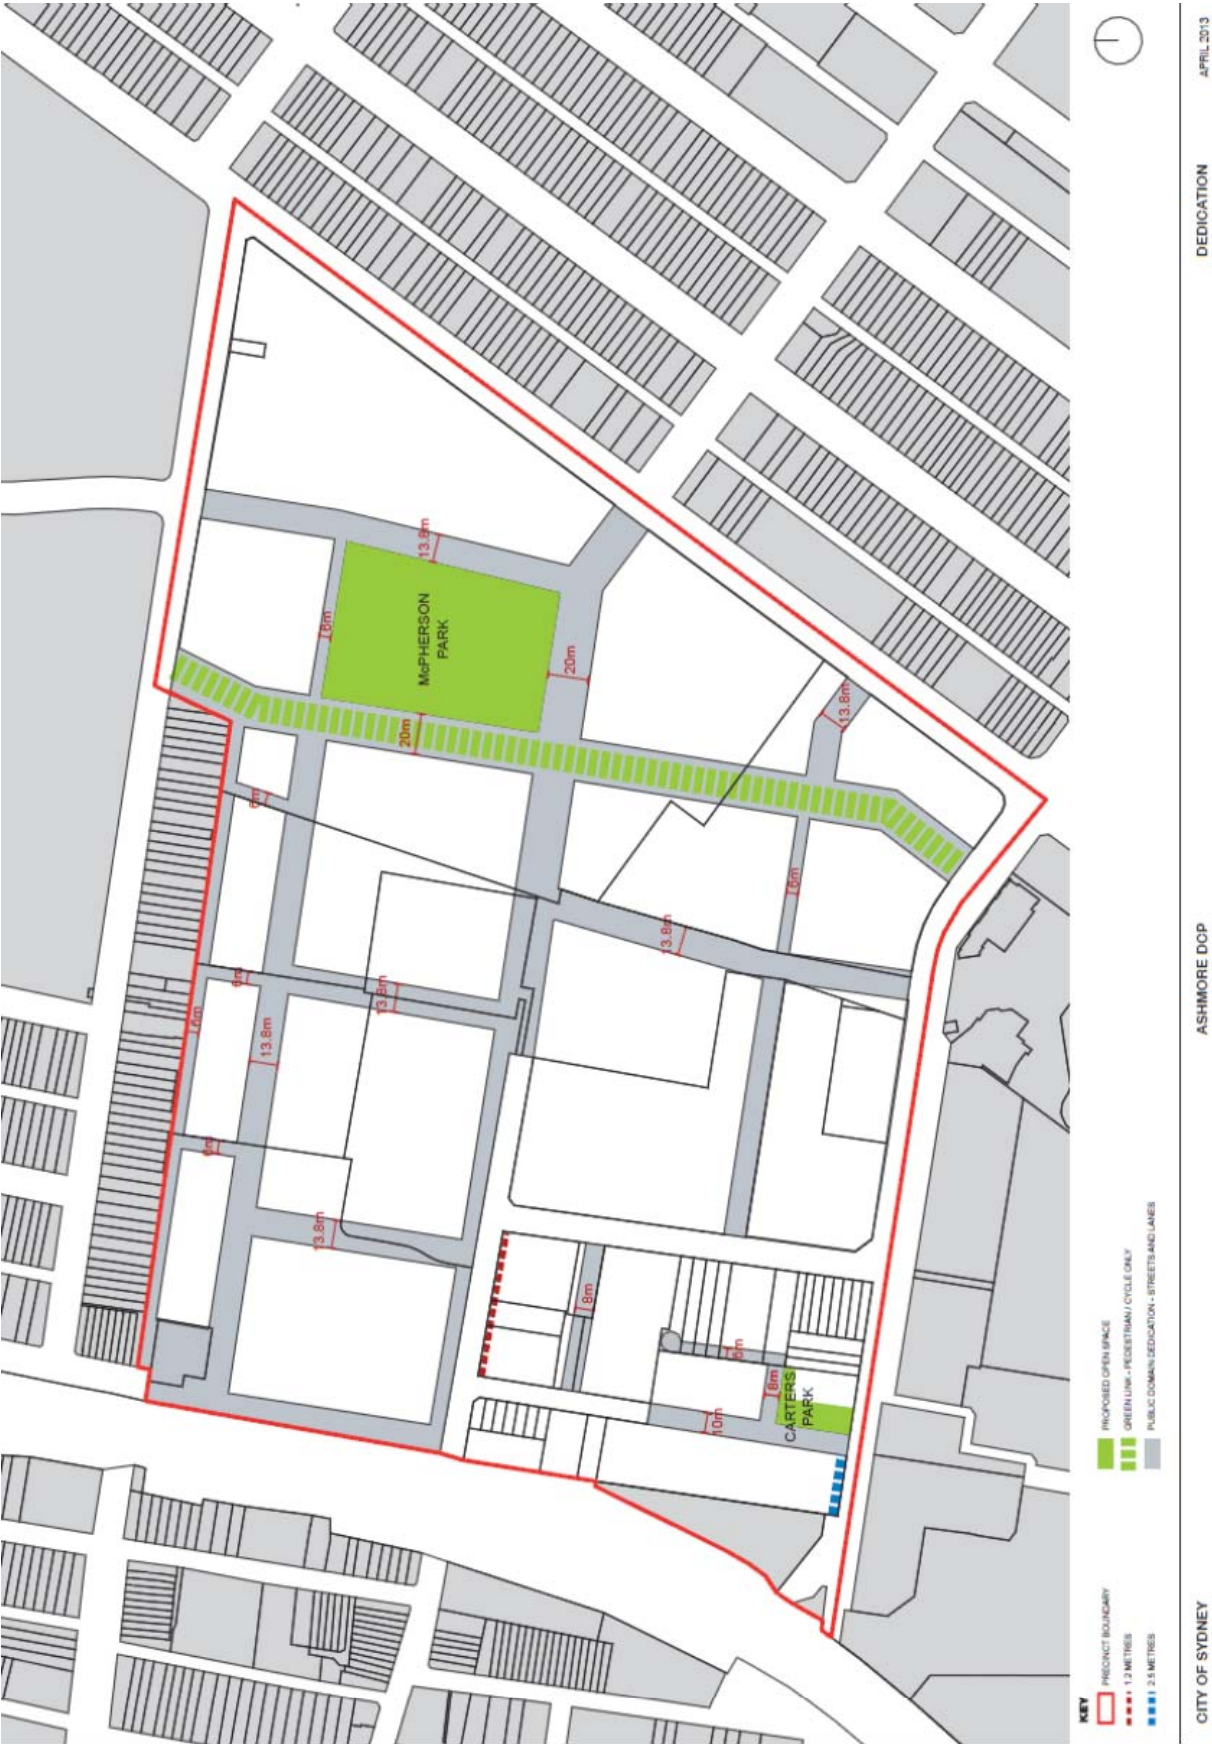 13.8m
6m
McPHERSON
PARK
20m
20m
13.8m
6m
6m
13.8m
6m
6m
13.8m
13.8m
6m
13.8m
8m
6m
8m
CARTERS
PARK
10m
KEY
PRECINCT BOUNDARY
1.2 METRES
2.5 METRES
PROPOSED OPEN SPACE
GREEN LINK - PEDESTRIAN / CYCLE ONLY
PUBLIC DOMAIN DEDICATION - STREETS AND LANES
CITY OF SYDNEY
ASHMORE DCP
DEDICATION
APRIL 2013